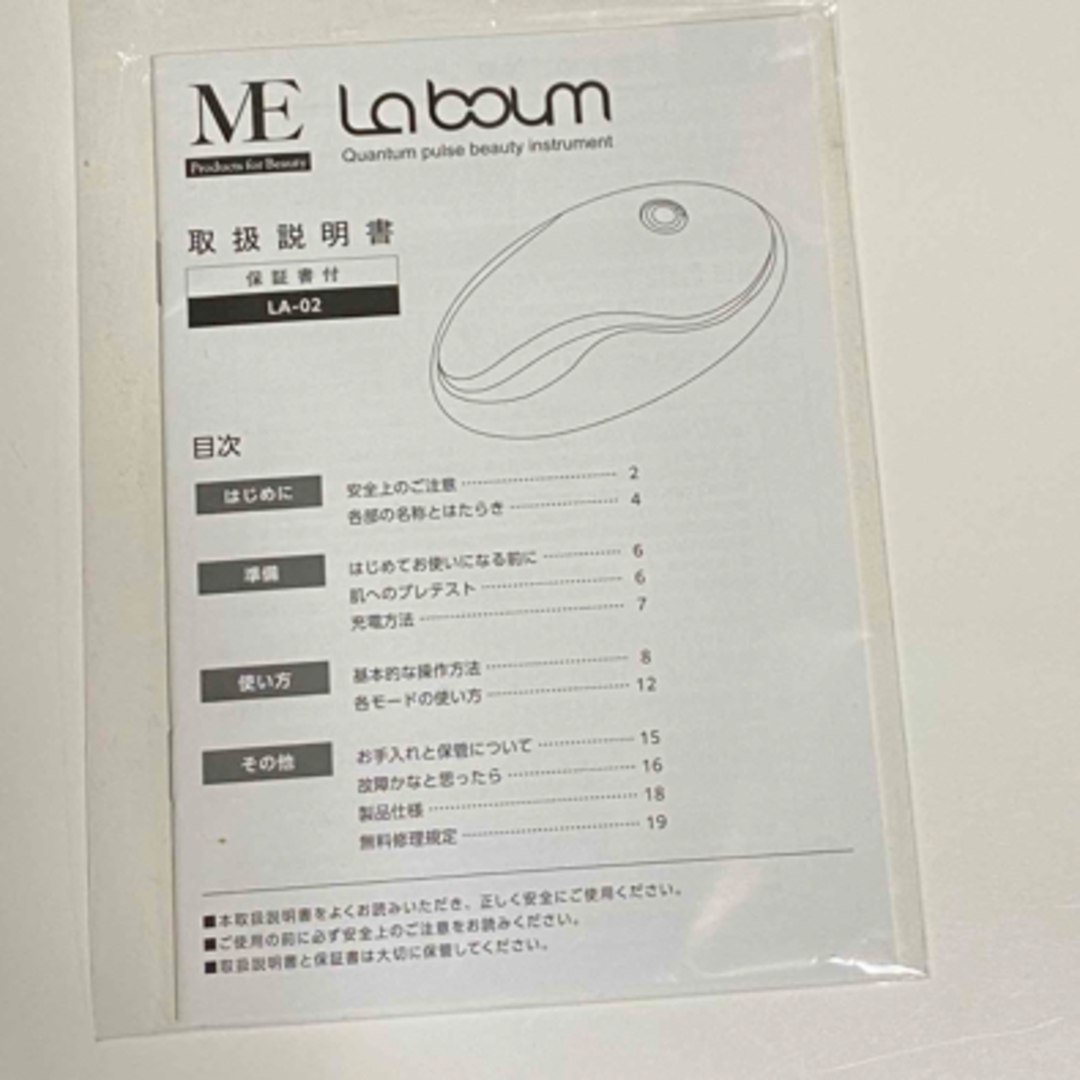 ME
Products for Beauty
La boum
Quantum pulse beauty instrument
取扱説明書
保証書付
LA-02
目次
はじめに
安全上のご注意 2
各部の名称とはたらき 4
準備
はじめてお使いになる前に 6
肌へのプレテスト 6
充電方法 7
使い方
基本的な操作方法 8
各モードの使い方 12
その他
お手入れと保管について 15
故障かなと思ったら 16
製品仕様 18
無料修理規定 19
■本取扱説明書をよくお読みいただき、正しく安全にご使用ください。
■ご使用の前に必ず安全上のご注意をお読みください。
■取扱説明書と保証書は大切に保管してください。